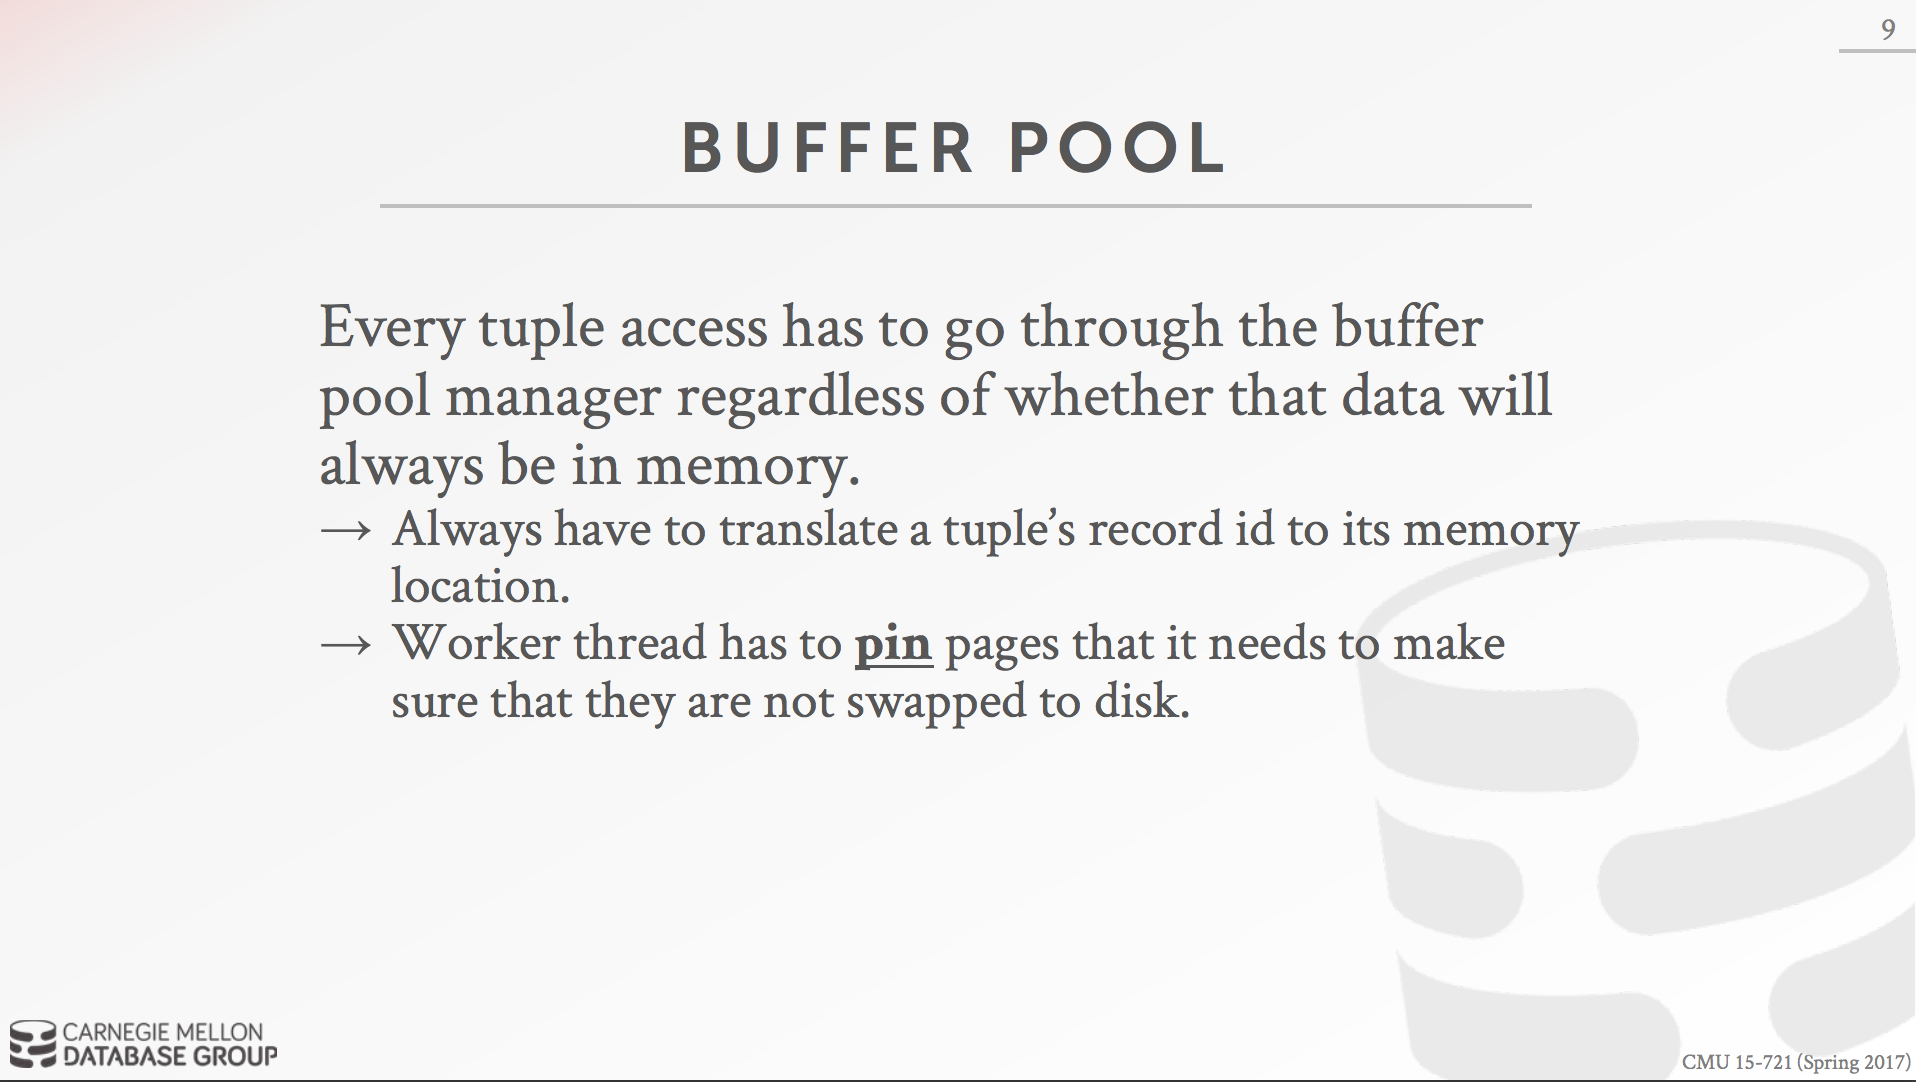 9
BUFFER POOL
Every tuple access has to go through the buffer
pool manager regardless of whether that data will
always be in memory.
→ Always have to translate a tuple’s record id to its memory
location.
→ Worker thread has to pin pages that it needs to make
sure that they are not swapped to disk.
CARNEGIE MELLON
DATABASE GROUP
CMU 15-721 (Spring 2017)